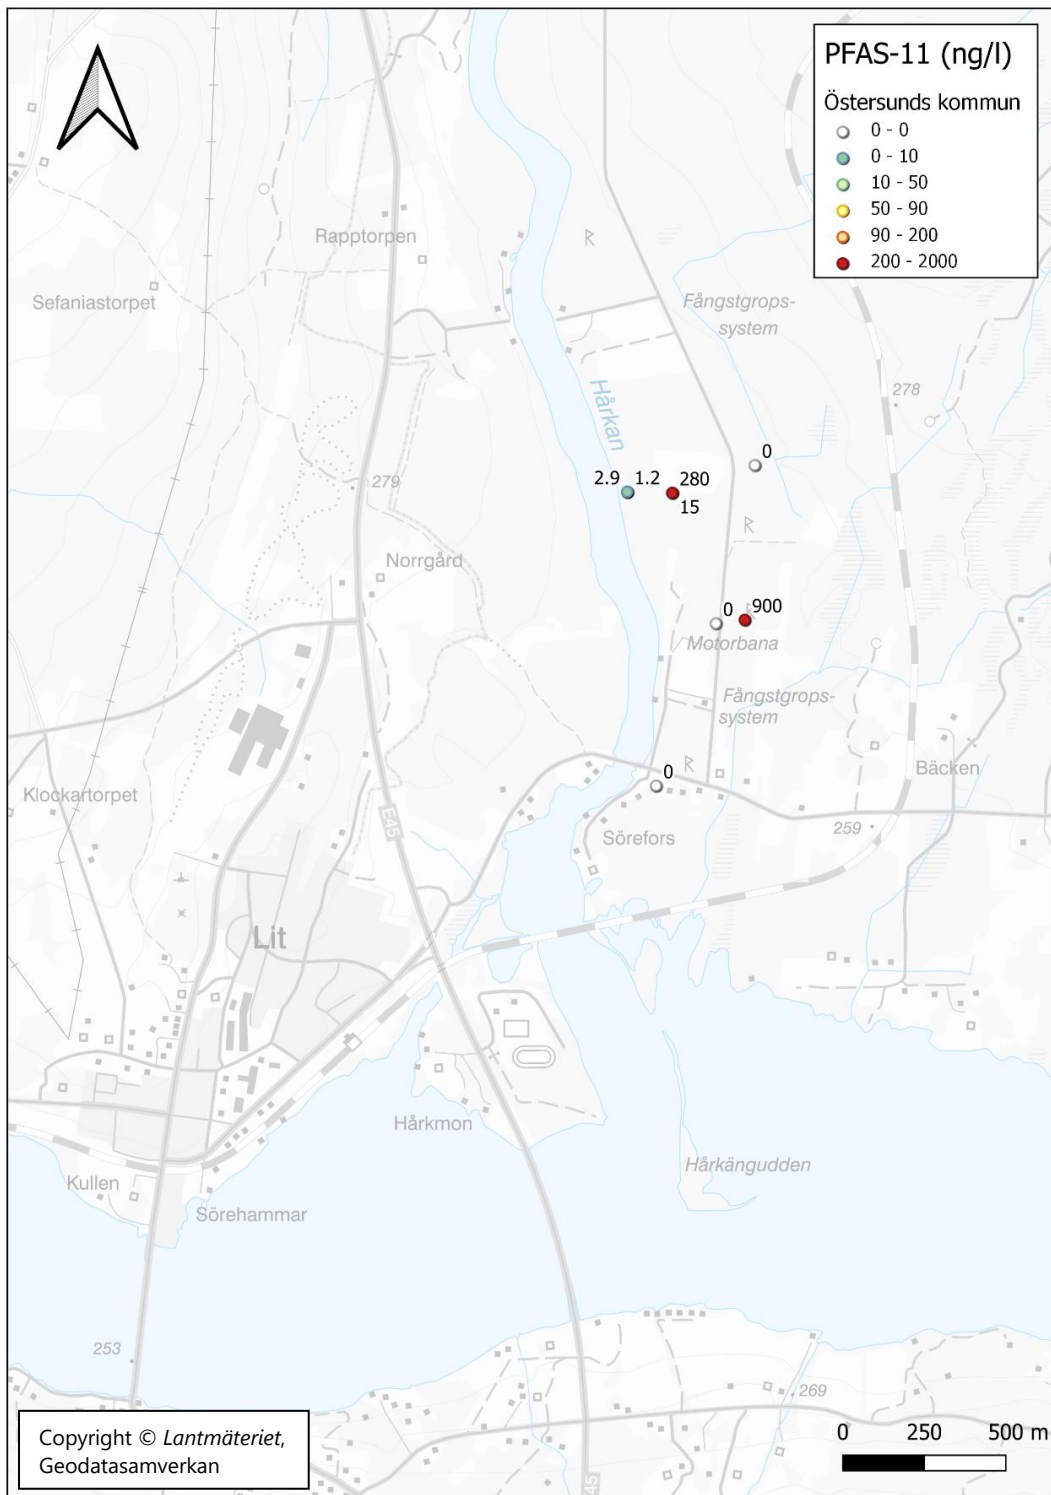 PFAS-11 (ng/l)
Östersunds kommun
0 - 0
0 - 10
10 - 50
50 - 90
90 - 200
200 - 2000
Rapptorpen
Sefaniastorpet
Fångstgrops-
system
278
Hårkan
0
2.9
1.2
280
15
279
Norrgård
0
900
Motorbana
Fångstgrops-
system
Bäcken
0
Klockartorpet
E45
Sörefors
259
Lit
Hårkmon
Hårkängudden
Kullen
Sörehammar
253
269
Copyright © Lantmäteriet,
Geodatasamverkan
0 250 500 m
E45